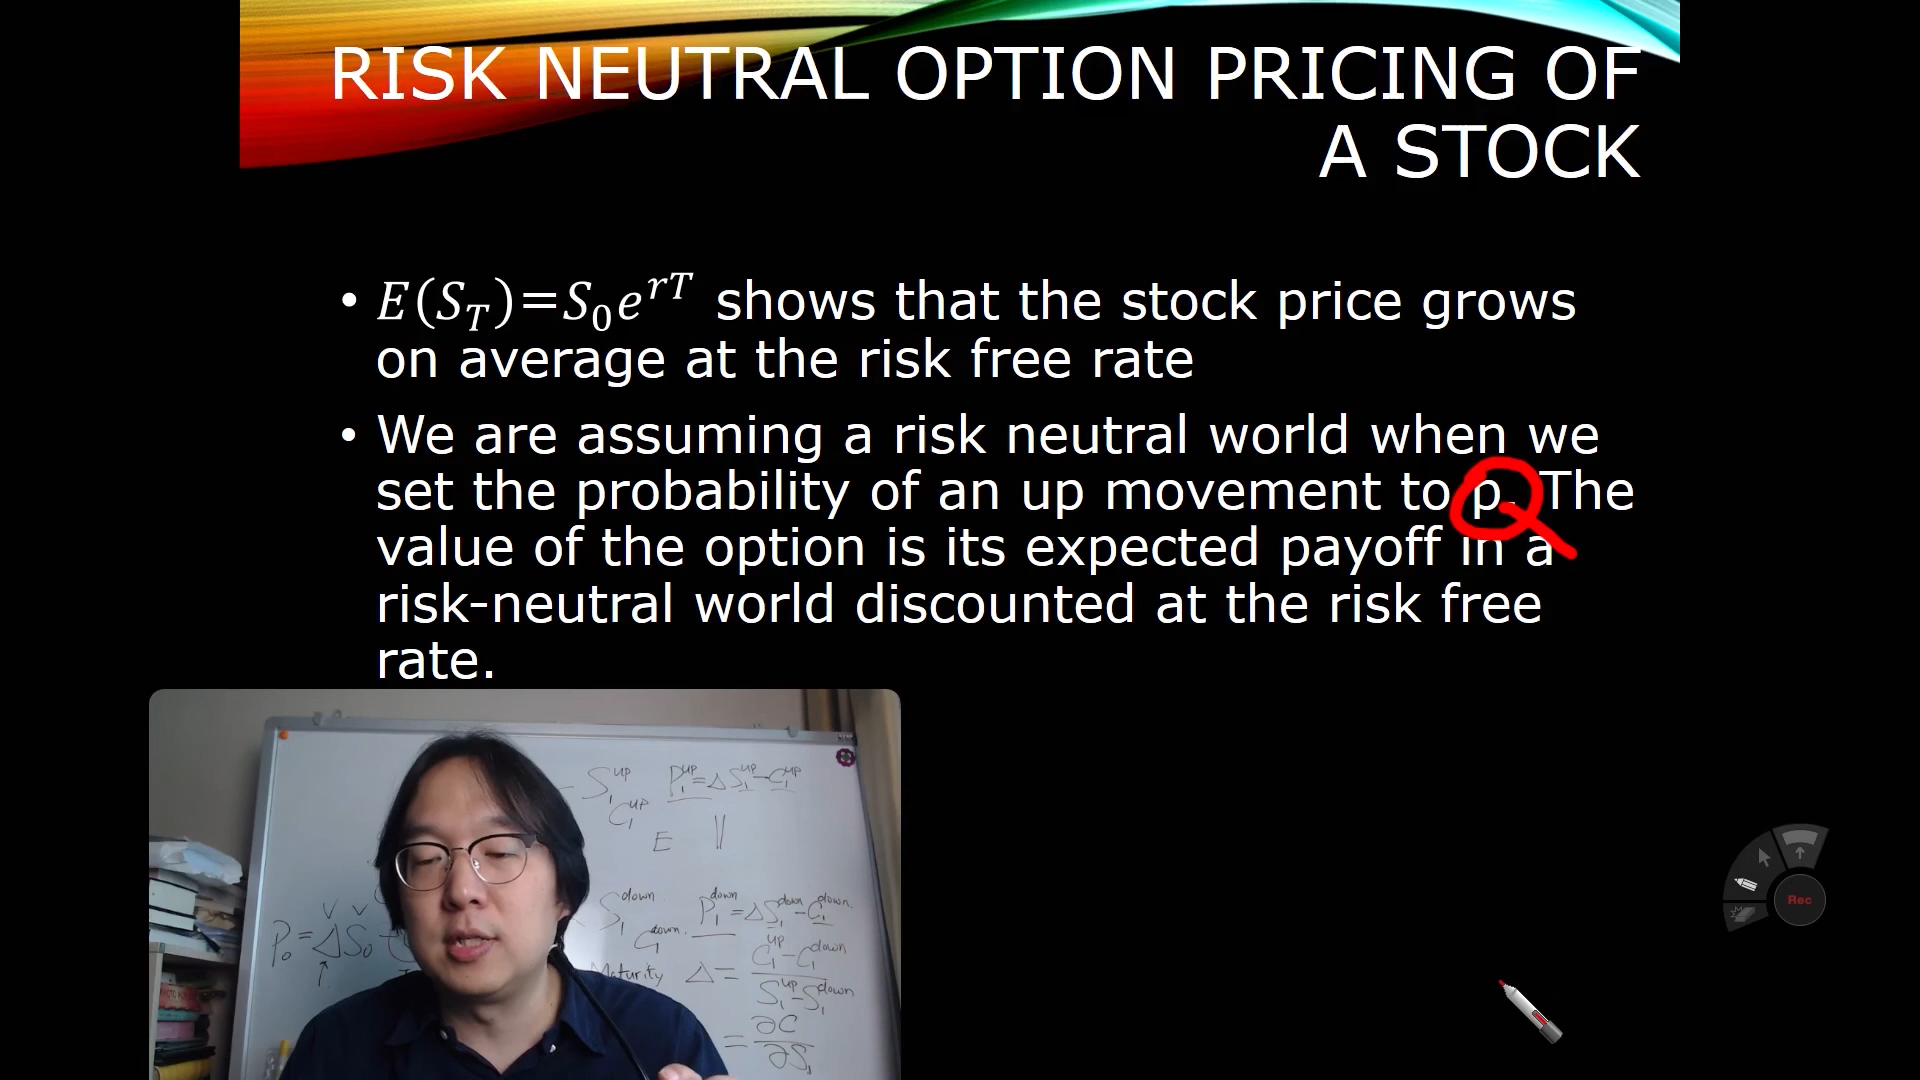 RISK NEUTRAL OPTION PRICING OF
A STOCK
• E(S_T)=S_0e^{rT} shows that the stock price grows
on average at the risk free rate
• We are assuming a risk neutral world when we
set the probability of an up movement to p. The
value of the option is its expected payoff in a
risk-neutral world discounted at the risk free
rate.
S_1^{up} P_1^{up}=ΔS_1^{up}-C_1^{up}
C_1^{up}
E ||
S_1^{down} P_1^{down}=ΔS_1^{down}-C_1^{down}
C_1^{down}
P_0=ΔS_0
Maturity Δ= C_1^{up}-C_1^{down}
S_1^{up}-S_1^{down}
= ∂C
∂S_1
Rec